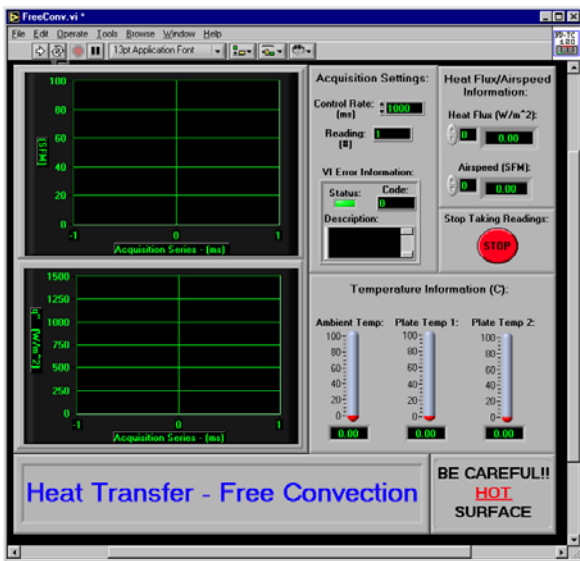 FreeConv.vi *
File Edit Operate Tools Browse Window Help
13pt Application Font
100
80
60
40
20
0
[SFM]
-1 0 1
Acquisition Series - (ms)
1500
1250
1000
750
500
250
0
q" (W/m^2)
-1 0 1
Acquisition Series - (ms)
Acquisition Settings:
Control Rate: 1000
(ms)
Reading: 1
(#)
VI Error Information:
Status: Code:
0
Description:
Heat Flux/Airspeed
Information:
Heat Flux (W/m^2):
0 0.00
Airspeed (SFM):
0 0.00
Stop Taking Readings:
STOP
Temperature Information (C):
Ambient Temp: Plate Temp 1: Plate Temp 2:
100 100 100
80 80 80
60 60 60
40 40 40
20 20 20
0 0 0
0.00 0.00 0.00
Heat Transfer - Free Convection
BE CAREFUL!!
HOT
SURFACE